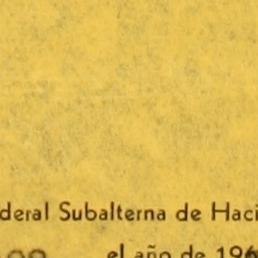 deral Subalterna de Haci
el año de 196